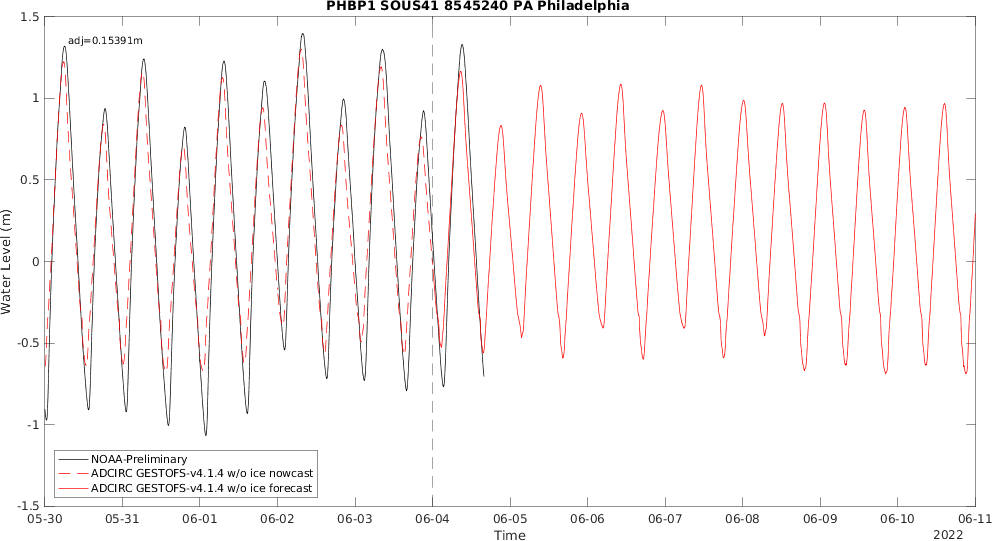 PHBP1 SOUS41 8545240 PA Philadelphia
adj=0.15391m
1.5
1
0.5
0
-0.5
-1
-1.5
Water Level (m)
NOAA-Preliminary
ADCIRC GESTOFS-v4.1.4 w/o ice nowcast
ADCIRC GESTOFS-v4.1.4 w/o ice forecast
05-30 05-31 06-01 06-02 06-03 06-04 06-05 06-06 06-07 06-08 06-09 06-10 06-11
Time
2022